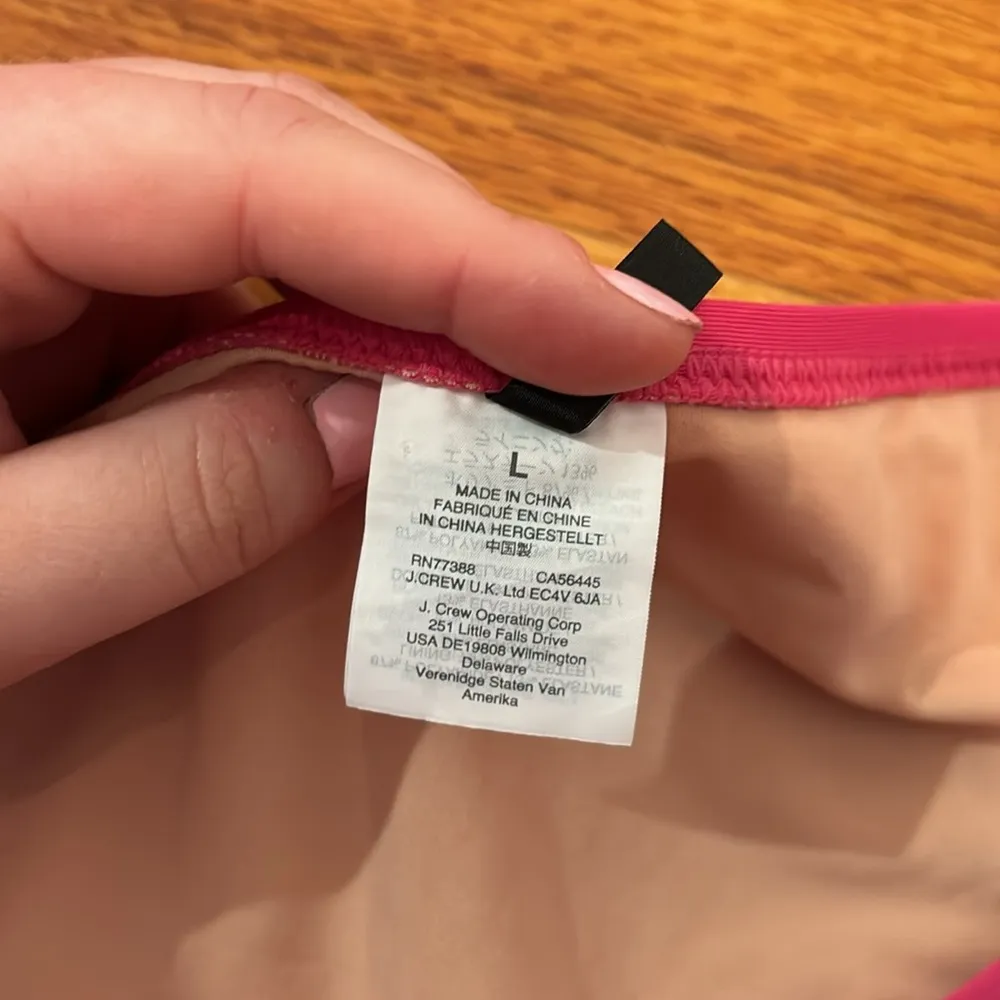 L
MADE IN CHINA
FABRIQUÉ EN CHINE
IN CHINA HERGESTELLT
中国製
RN77388 CA56445
J.CREW U.K. Ltd EC4V 6JA
J. Crew Operating Corp
251 Little Falls Drive
USA DE19808 Wilmington
Delaware
Verenidge Staten Van
Amerika